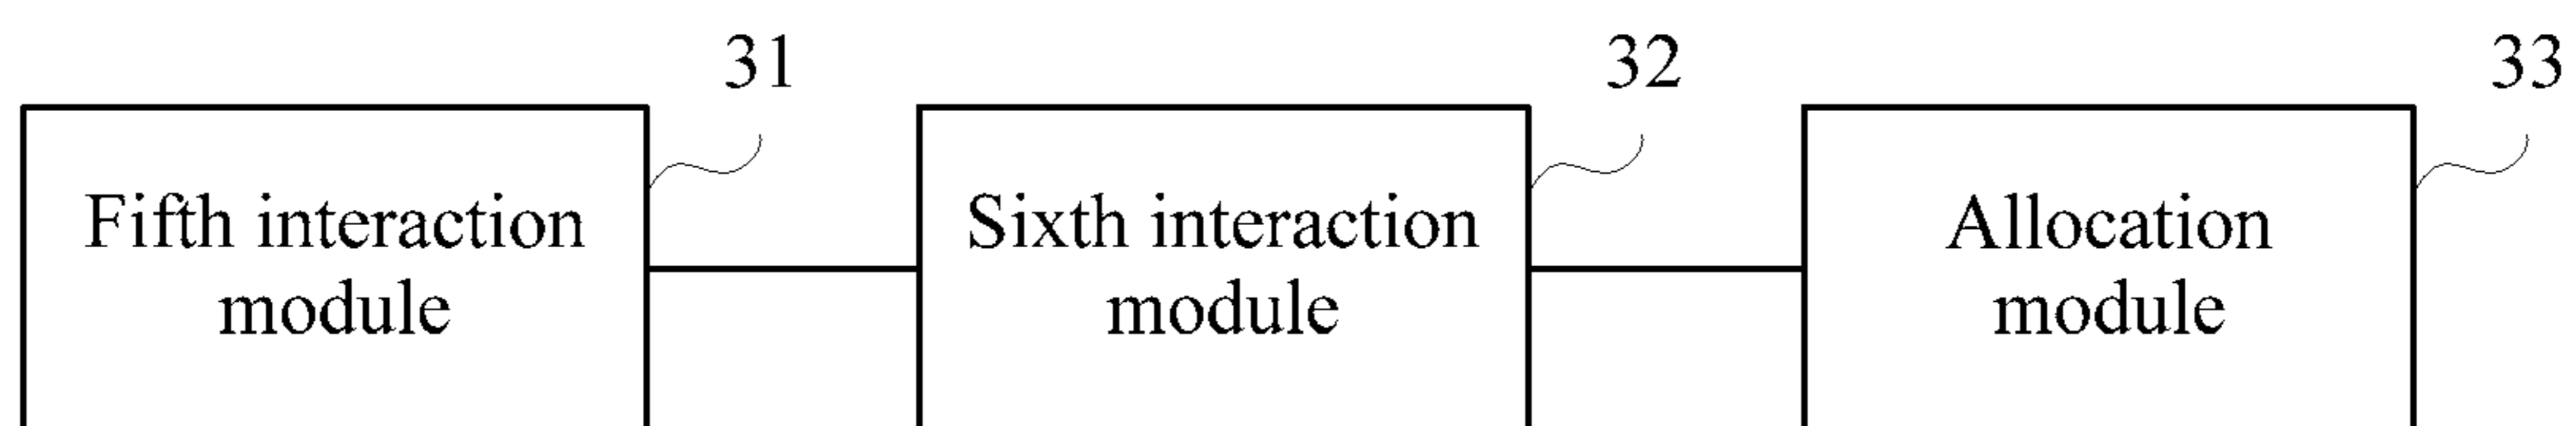 31
32
33
Fifth interaction
module
Sixth interaction
module
Allocation
module